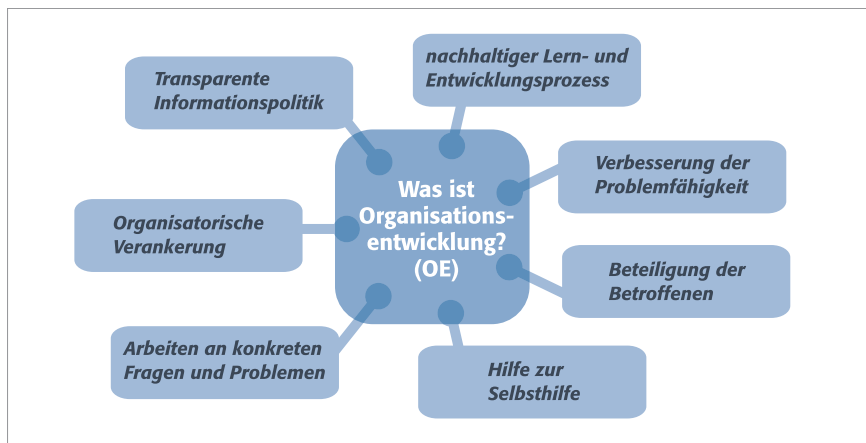 Transparente
Informationspolitik
nachhaltiger Lern- und
Entwicklungsprozess
Verbesserung der
Problemfähigkeit
Organisatorische
Verankerung
Was ist
Organisations-
entwicklung?
(OE)
Beteiligung der
Betroffenen
Arbeiten an konkreten
Fragen und Problemen
Hilfe zur
Selbsthilfe